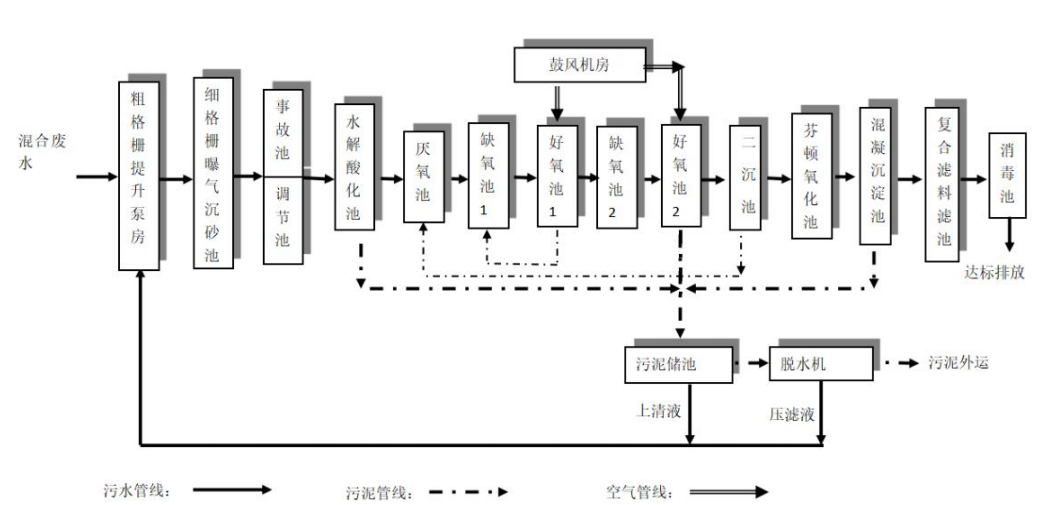 鼓风机房
混合废
水
粗格栅提升泵房
细格栅曝气沉砂池
事故池
调节池
水解酸化池
厌氧池
缺氧池1
好氧池1
缺氧池2
好氧池2
二沉池
芬顿氧化池
混凝沉淀池
复合滤料滤池
消毒池
达标排放
污泥储池
脱水机
污泥外运
上清液
压滤液
污水管线：
污泥管线：
空气管线：